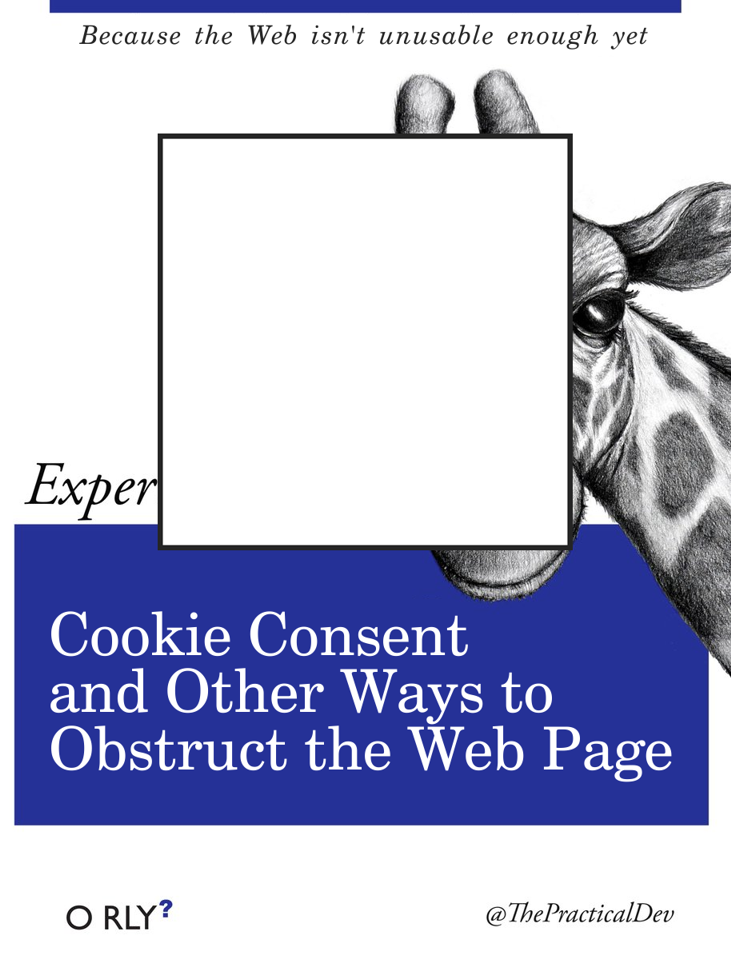 Because the Web isn't unusable enough yet
Exper
Cookie Consent
and Other Ways to
Obstruct the Web Page
O RLY?
@ThePracticalDev